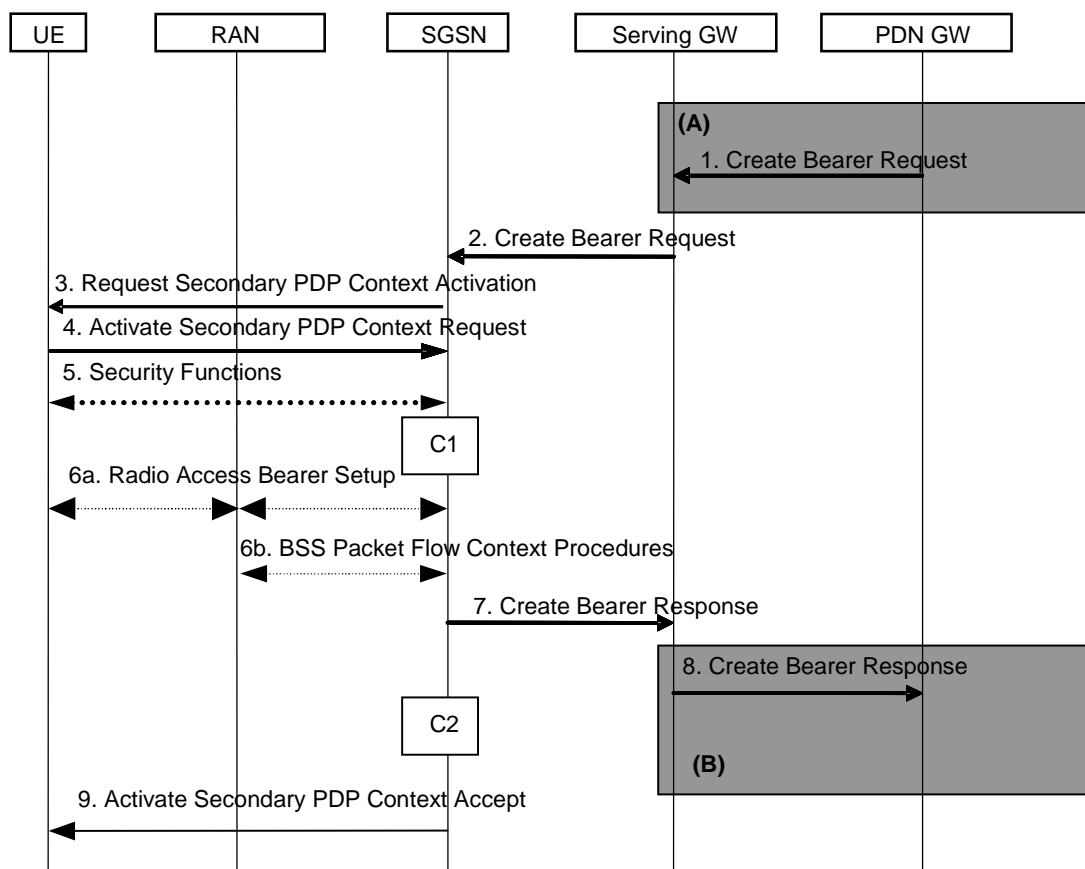 UE
RAN
SGSN
Serving GW
PDN GW
(A)
1. Create Bearer Request
2. Create Bearer Request
3. Request Secondary PDP Context Activation
4. Activate Secondary PDP Context Request
5. Security Functions
C1
6a. Radio Access Bearer Setup
6b. BSS Packet Flow Context Procedures
7. Create Bearer Response
8. Create Bearer Response
C2
(B)
9. Activate Secondary PDP Context Accept